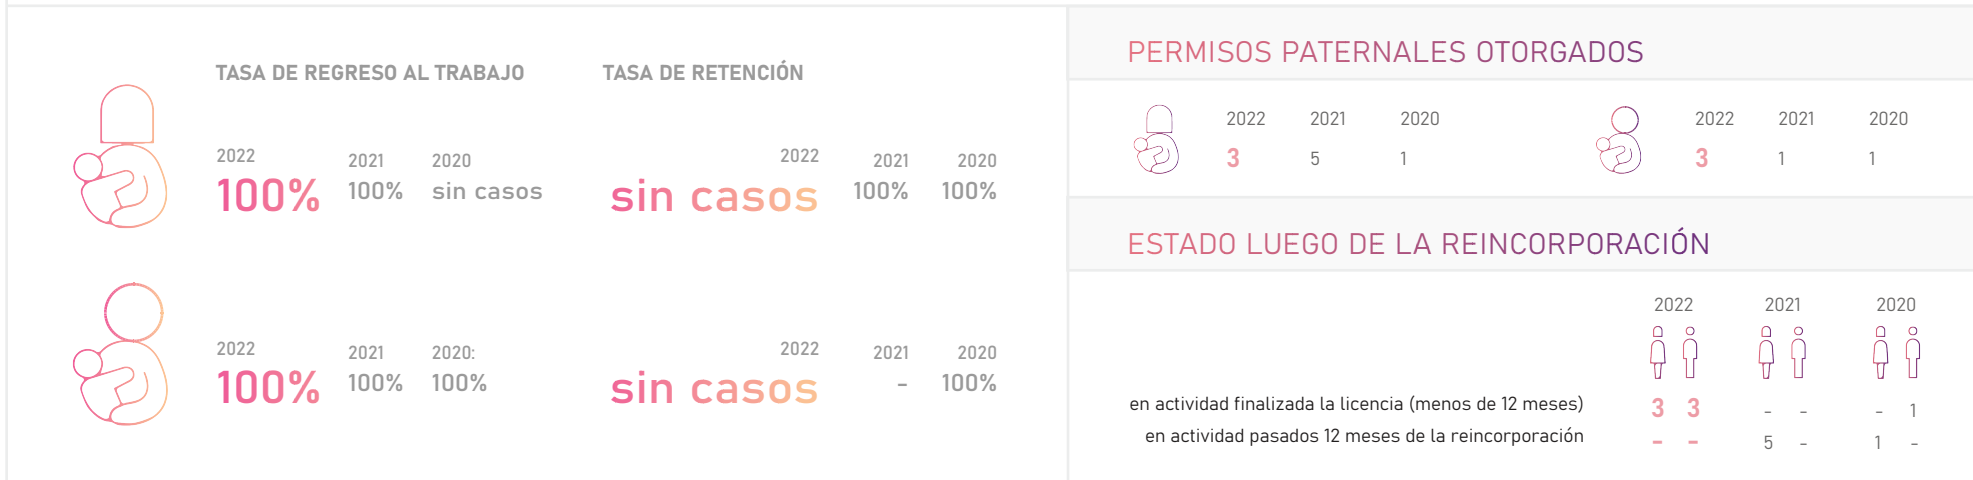 TASA DE REGRESO AL TRABAJO TASA DE RETENCIÓN
2022 2021 2020 2022 2021 2020
100% 100% sin casos sin casos 100% 100%
2022 2021 2020: 2022 2021 2020
100% 100% 100% sin casos - 100%
PERMISOS PATERNALES OTORGADOS
2022 2021 2020 2022 2021 2020
3 5 1 3 1 1
ESTADO LUEGO DE LA REINCORPORACIÓN
2022 2021 2020
en actividad finalizada la licencia (menos de 12 meses) 3 3 - - - 1
en actividad pasados 12 meses de la reincorporación - - 5 - 1 -